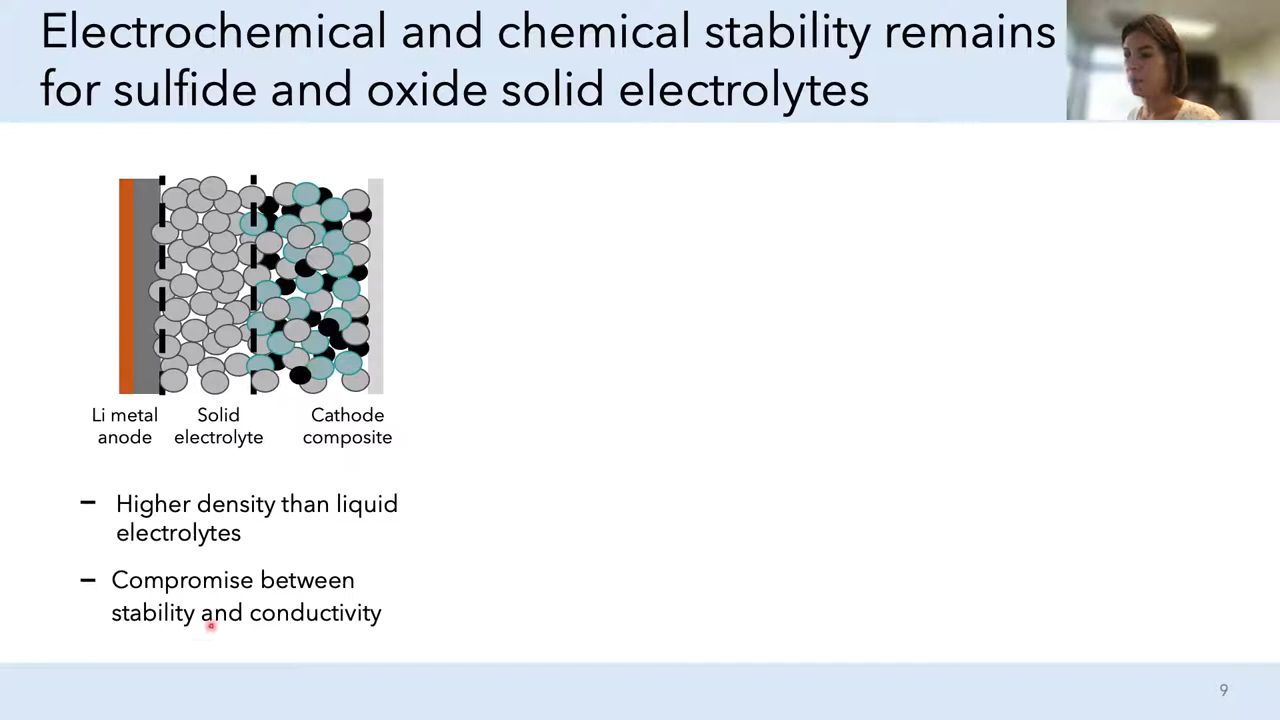 Electrochemical and chemical stability remains
for sulfide and oxide solid electrolytes
Li metal
anode
Solid
electrolyte
Cathode
composite
– Higher density than liquid
electrolytes
– Compromise between
stability and conductivity
9